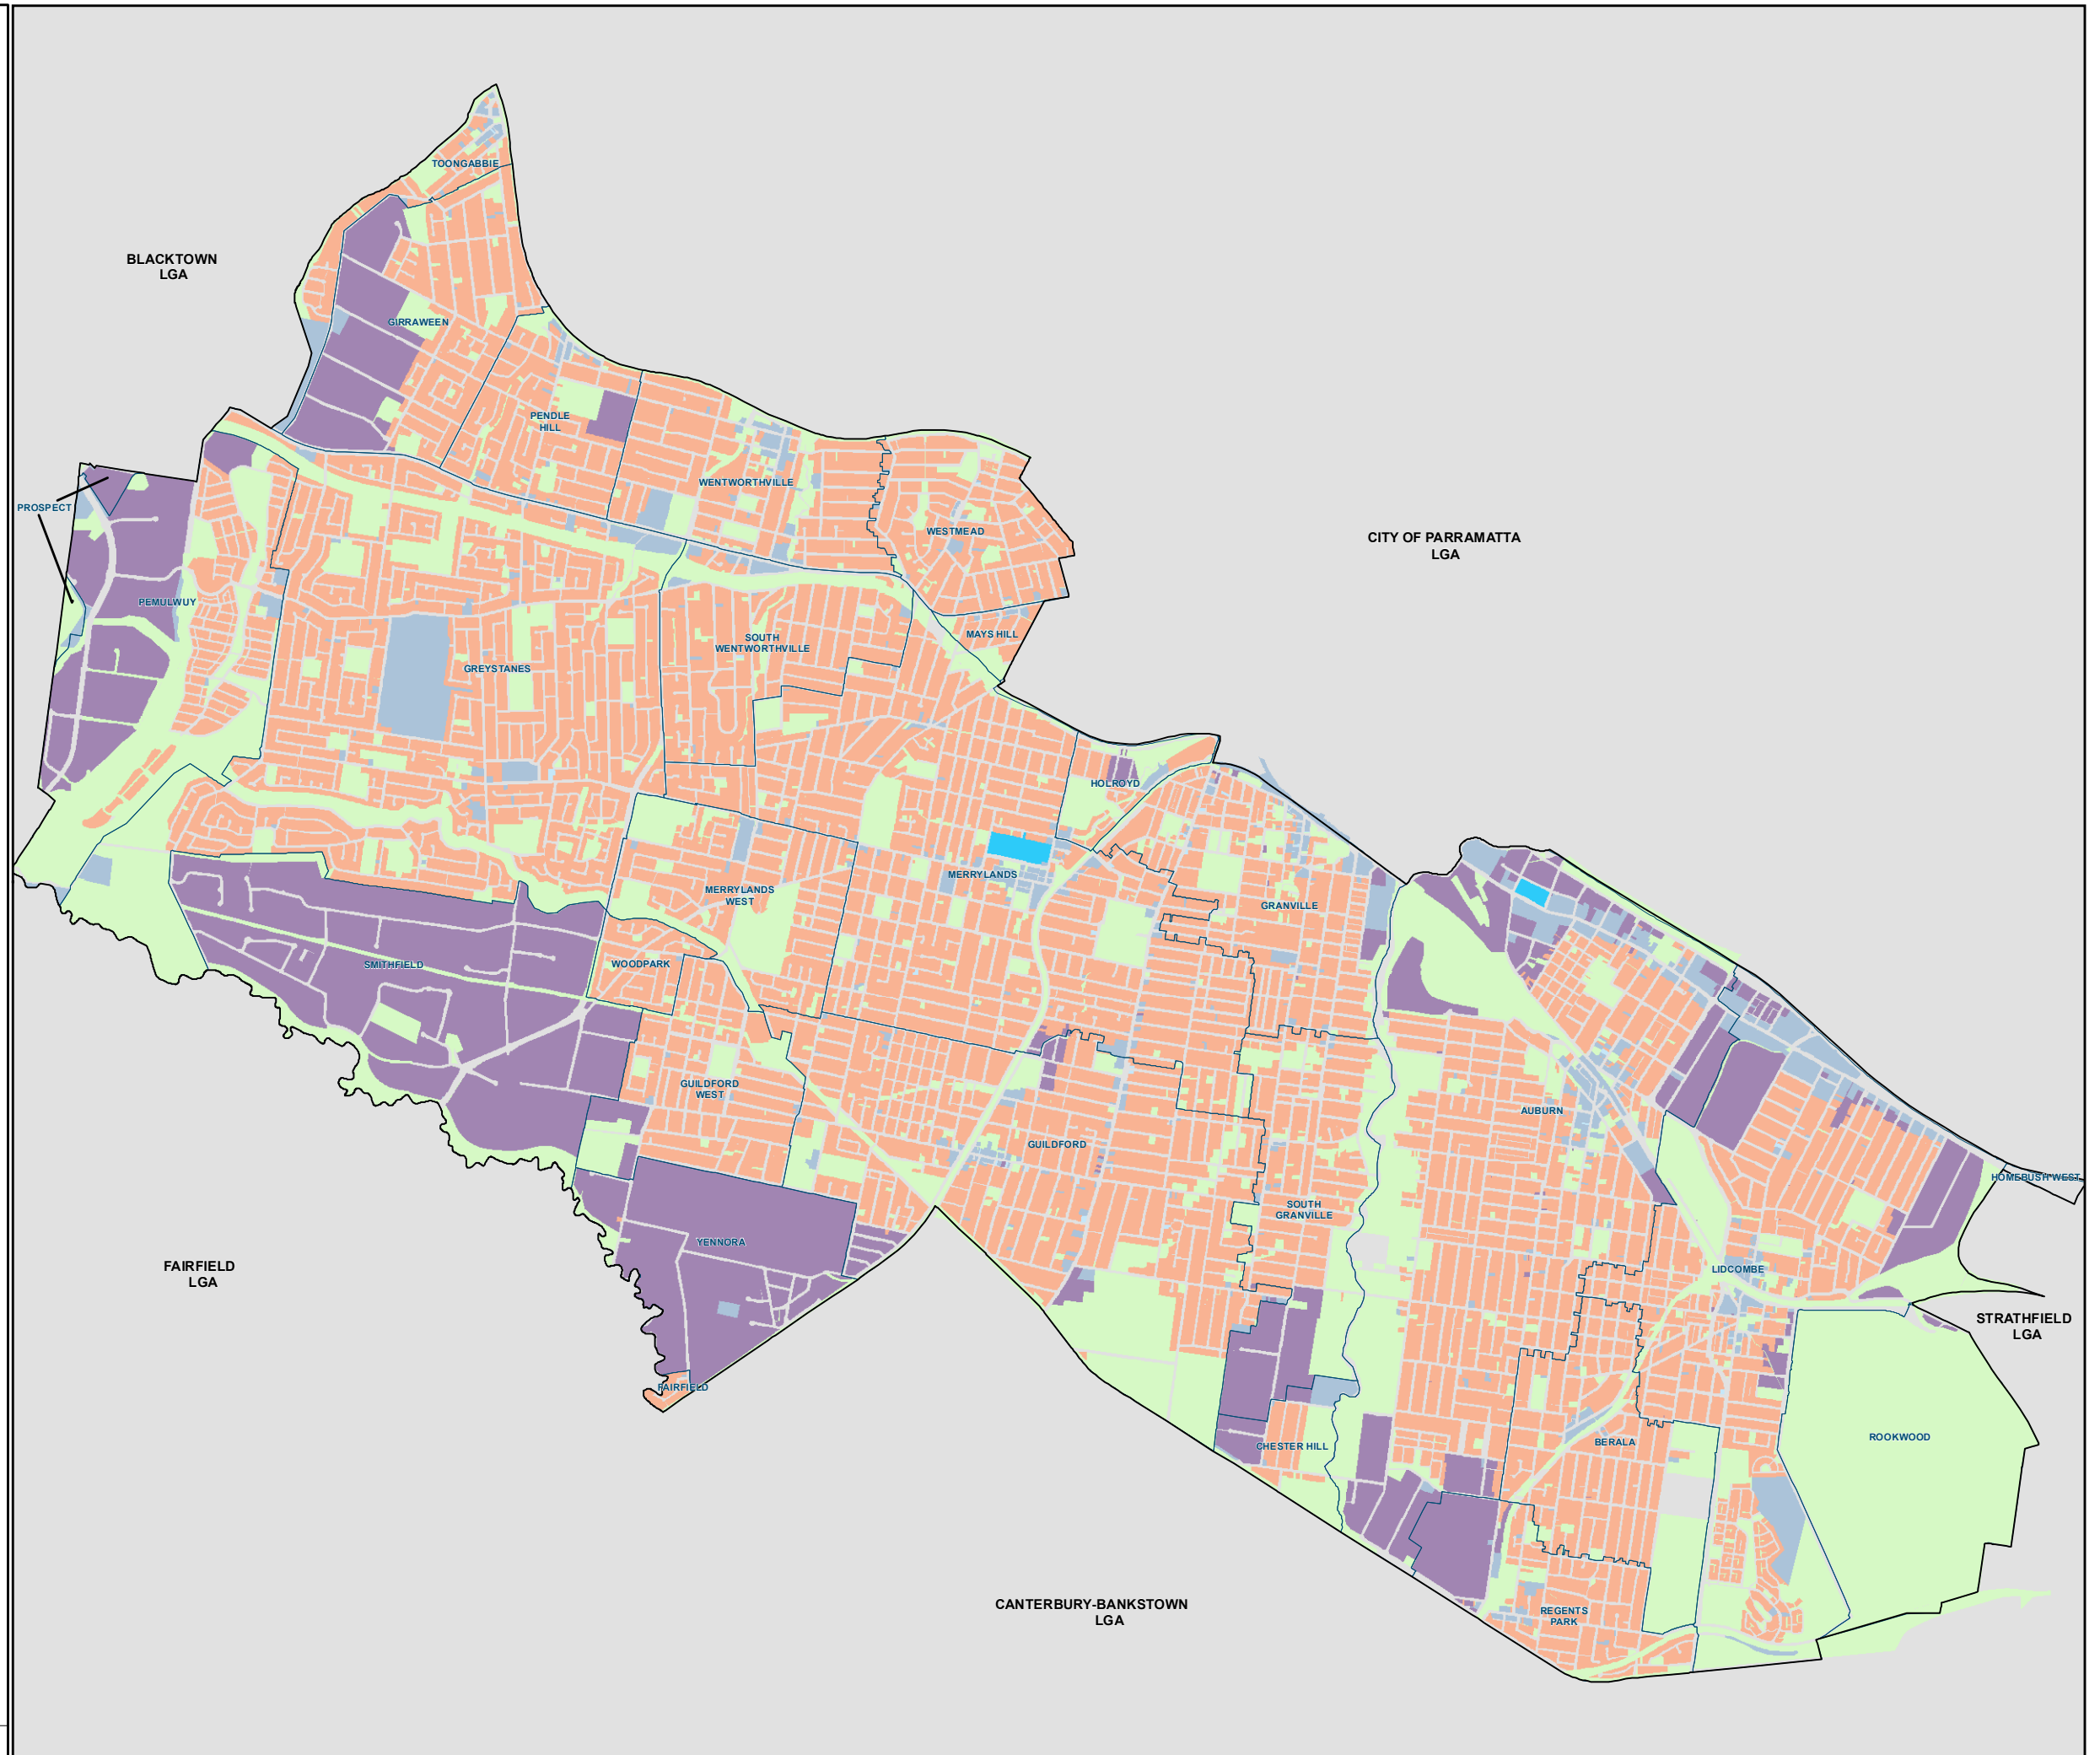 TOONGABBIE
BLACKTOWN
LGA
GIRRAWEEN
PENDLE
HILL
WENTWORTHVILLE
PROSPECT
WESTMEAD
CITY OF PARRAMATTA
LGA
PEMULWUY
SOUTH
WENTWORTHVILLE
MAYS HILL
GREYSTANES
HOLROYD
MERRYLANDS
MERRYLANDS
WEST
GRANVILLE
SMITHFIELD
WOODPARK
GUILDFORD
WEST
AUBURN
GUILDFORD
HOMEBUSH WEST
SOUTH
GRANVILLE
YENNORA
FAIRFIELD
LGA
LIDCOMBE
STRATHFIELD
LGA
FAIRFIELD
ROOKWOOD
CHESTER HILL
BERALA
CANTERBURY-BANKSTOWN
LGA
REGENTS
PARK